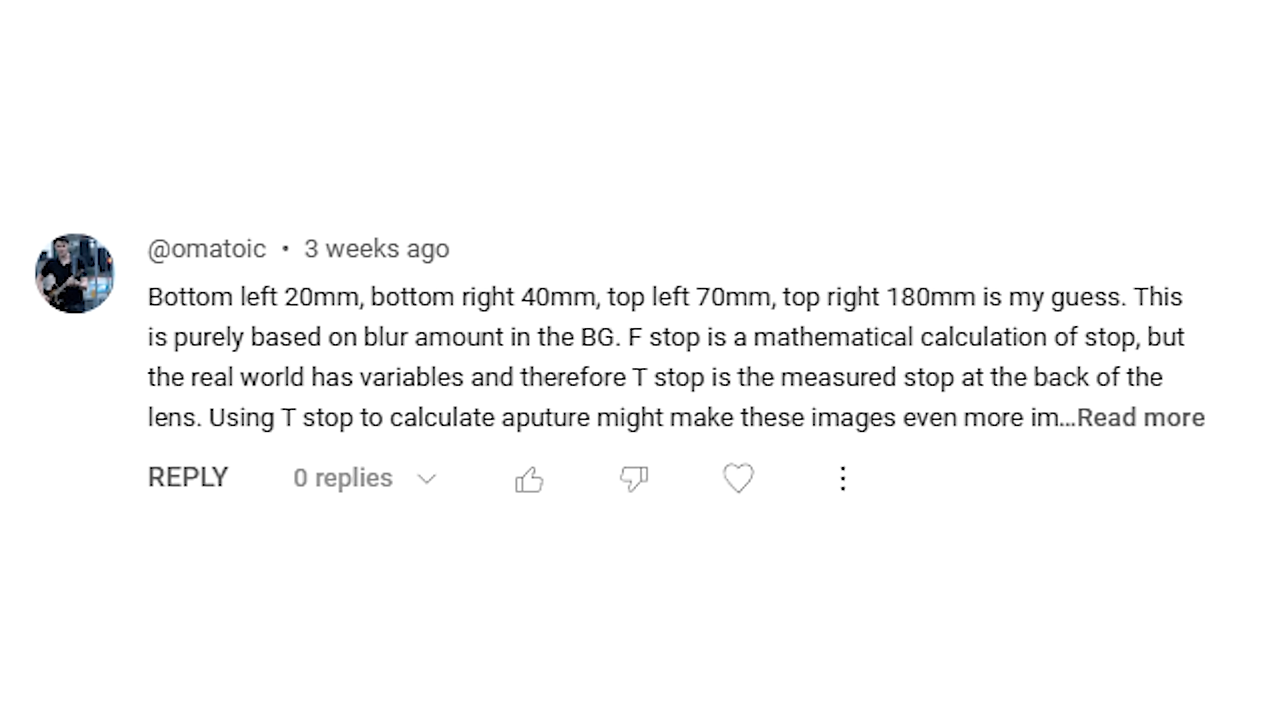 @omatoic • 3 weeks ago
Bottom left 20mm, bottom right 40mm, top left 70mm, top right 180mm is my guess. This
is purely based on blur amount in the BG. F stop is a mathematical calculation of stop, but
the real world has variables and therefore T stop is the measured stop at the back of the
lens. Using T stop to calculate aputure might make these images even more im...Read more
REPLY 0 replies